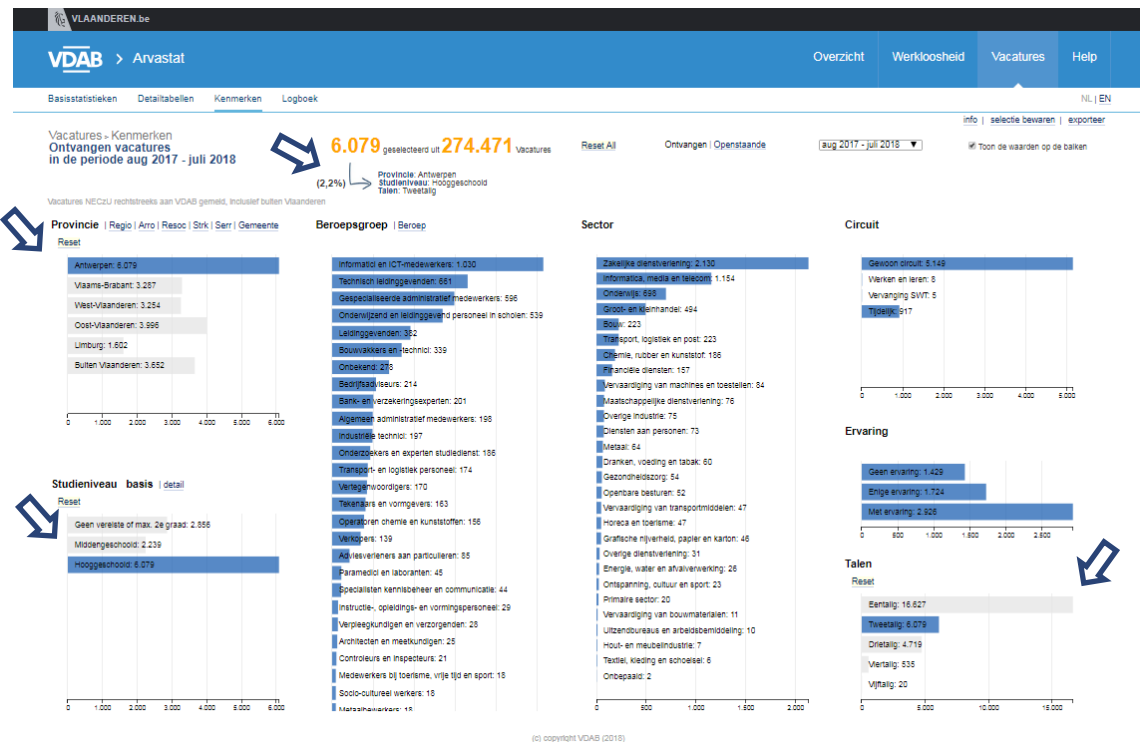 VLAANDEREN.be
VDAB > Arvastat
Overzicht Werkloosheid Vacatures Help
Basisstatistieken Detailtabellen Kenmerken Logboek
NL | EN
info | selectie bewaren | exporteer
Vacatures - Kenmerken
Ontvangen vacatures
in de periode aug 2017 - juli 2018
6.079 geselecteerd uit 274.471 Vacatures
Reset All
Ontvangen | Openstaande
aug 2017 - juli 2018
Toon de waarden op de balken
(2,2%)
Provincie: Antwerpen
Studieniveau: Hooggeschoold
Talen: Tweetalig
Vacatures NECzU rechtstreeks aan VDAB gemeld, inclusief buiten Vlaanderen
Provincie | Regio | Arro | Resoc | Strk | Serr | Gemeente
Reset
Antwerpen: 6.079
Vlaams-Brabant: 3.287
West-Vlaanderen: 3.254
Oost-Vlaanderen: 3.996
Limburg: 1.602
Buiten Vlaanderen: 3.652
0 1.000 2.000 3.000 4.000 5.000 6.000
Studieniveau basis | detail
Reset
Geen vereiste of max. 2e graad: 2.856
Middengeschoold: 2.239
Hooggeschoold: 6.079
0 1.000 2.000 3.000 4.000 5.000 6.000
Beroepsgroep | Beroep
Informatici en ICT-medewerkers: 1.030
Technisch leidinggevenden: 661
Gespecialiseerde administratief medewerkers: 596
Onderwijzend en leidinggevend personeel in scholen: 539
Leidinggevenden: 382
Bouwvakkers en -technici: 339
Onbekend: 278
Bedrijfsadviseurs: 214
Bank- en verzekeringsexperten: 201
Algemeen administratief medewerkers: 198
Industriële technici: 197
Onderzoekers en experten studiedienst: 186
Transport- en logistiek personeel: 174
Vertegenwoordigers: 170
Tekenaars en vormgevers: 163
Operatoren chemie en kunststoffen: 156
Verkopers: 139
Adviesverleners aan particulieren: 85
Paramedici en laboranten: 45
Specialisten kennisbeheer en communicatie: 44
Instructie-, opleidings- en vormingspersoneel: 29
Verpleegkundigen en verzorgenden: 28
Architecten en meetkundigen: 25
Controleurs en inspecteurs: 21
Medewerkers bij toerisme, vrije tijd en sport: 18
Socio-cultureel werkers: 18
Metaalbewerkers: 18
Sector
Zakelijke dienstverlening: 2.130
Informatica, media en telecom: 1.154
Onderwijs: 698
Groot- en kleinhandel: 494
Bouw: 223
Transport, logistiek en post: 223
Chemie, rubber en kunststof: 186
Financiële diensten: 157
Vervaardiging van machines en toestellen: 84
Maatschappelijke dienstverlening: 76
Overige industrie: 75
Diensten aan personen: 73
Metaal: 64
Dranken, voeding en tabak: 60
Gezondheidszorg: 54
Openbare besturen: 52
Vervaardiging van transportmiddelen: 47
Horeca en toerisme: 47
Grafische nijverheid, papier en karton: 46
Overige dienstverlening: 31
Energie, water en afvalverwerking: 26
Ontspanning, cultuur en sport: 23
Primaire sector: 20
Vervaardiging van bouwmaterialen: 11
Uitzendbureaus en arbeidsbemiddeling: 10
Hout- en meubelindustrie: 7
Textiel, kleding en schoeisel: 6
Onbepaald: 2
0 500 1.000 1.500 2.000
Circuit
Gewoon circuit: 5.149
Werken en leren: 8
Vervanging SWT: 5
Tijdelijk: 917
0 1.000 2.000 3.000 4.000 5.000
Ervaring
Geen ervaring: 1.429
Enige ervaring: 1.724
Met ervaring: 2.926
0 500 1.000 1.500 2.000 2.500
Talen
Reset
Eentalig: 16.627
Tweetalig: 6.079
Drietalig: 4.719
Viertalig: 535
Vijftalig: 20
0 5.000 10.000 15.000
(c) copyright VDAB (2018)